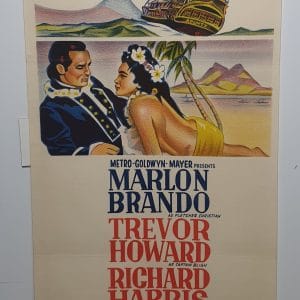 METRO-GOLDWYN-MAYER PRESENTS
MARLON
BRANDO
AS FLETCHER CHRISTIAN
TREVOR
HOWARD
AS CAPTAIN BLIGH
RICHARD
HARRIS